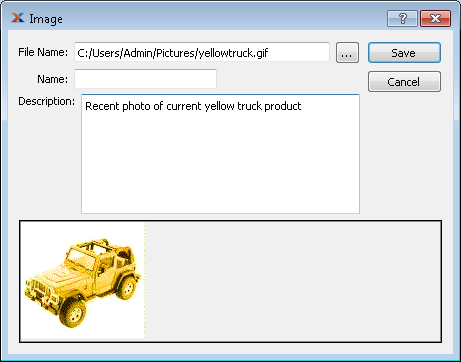 Image
File Name: C:/Users/Admin/Pictures/yellowtruck.gif ... Save
Name: Cancel
Description: Recent photo of current yellow truck product